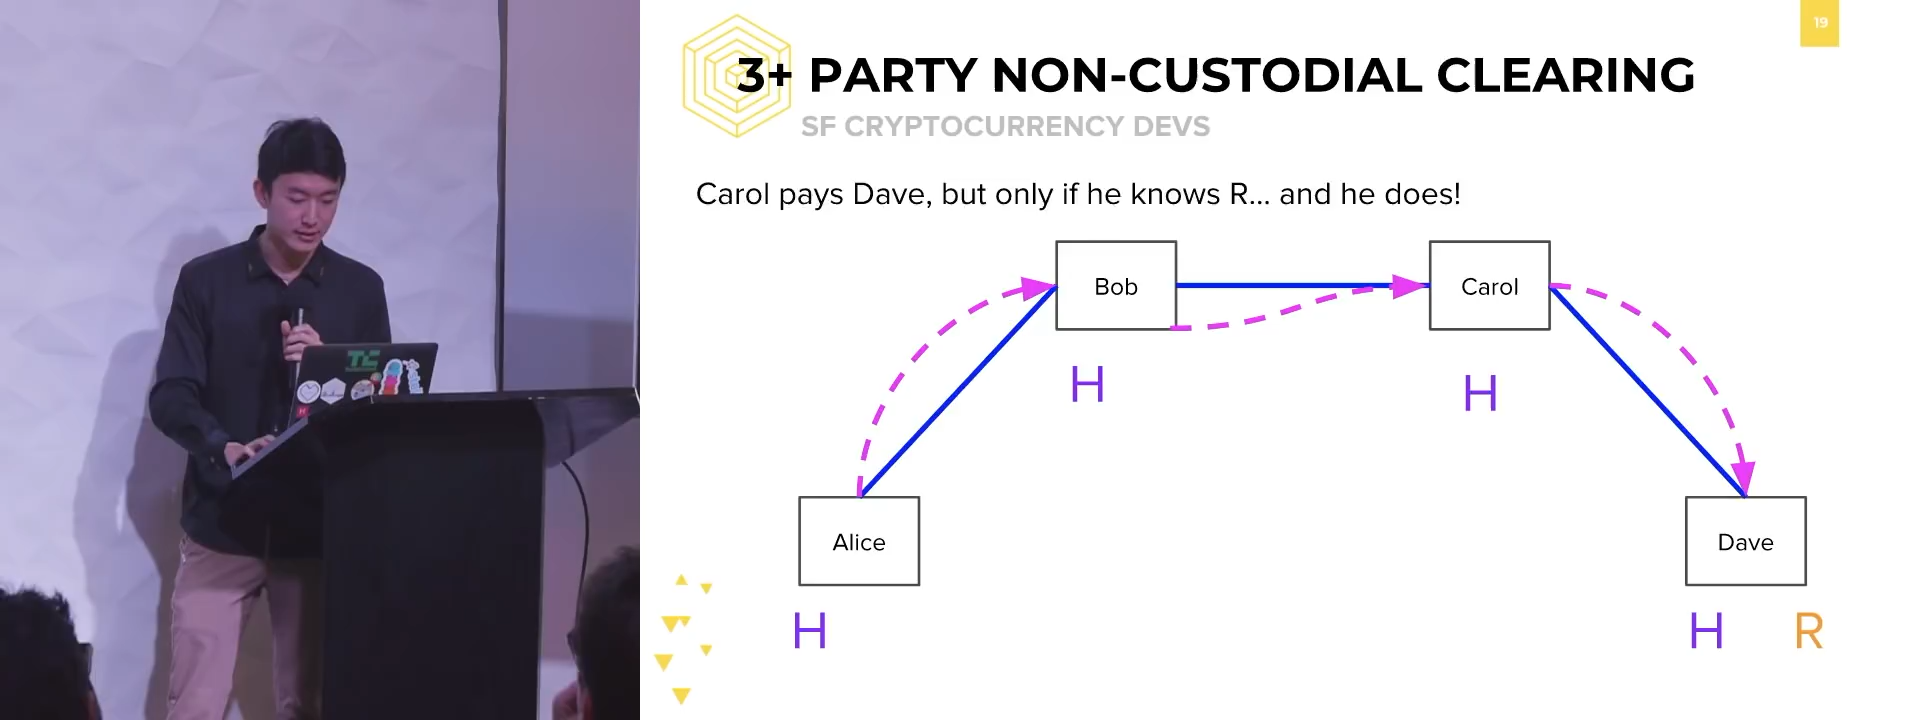 19
3+ PARTY NON-CUSTODIAL CLEARING
SF CRYPTOCURRENCY DEVS
Carol pays Dave, but only if he knows R... and he does!
Bob
Carol
H
H
Alice
Dave
H
H
R
TC